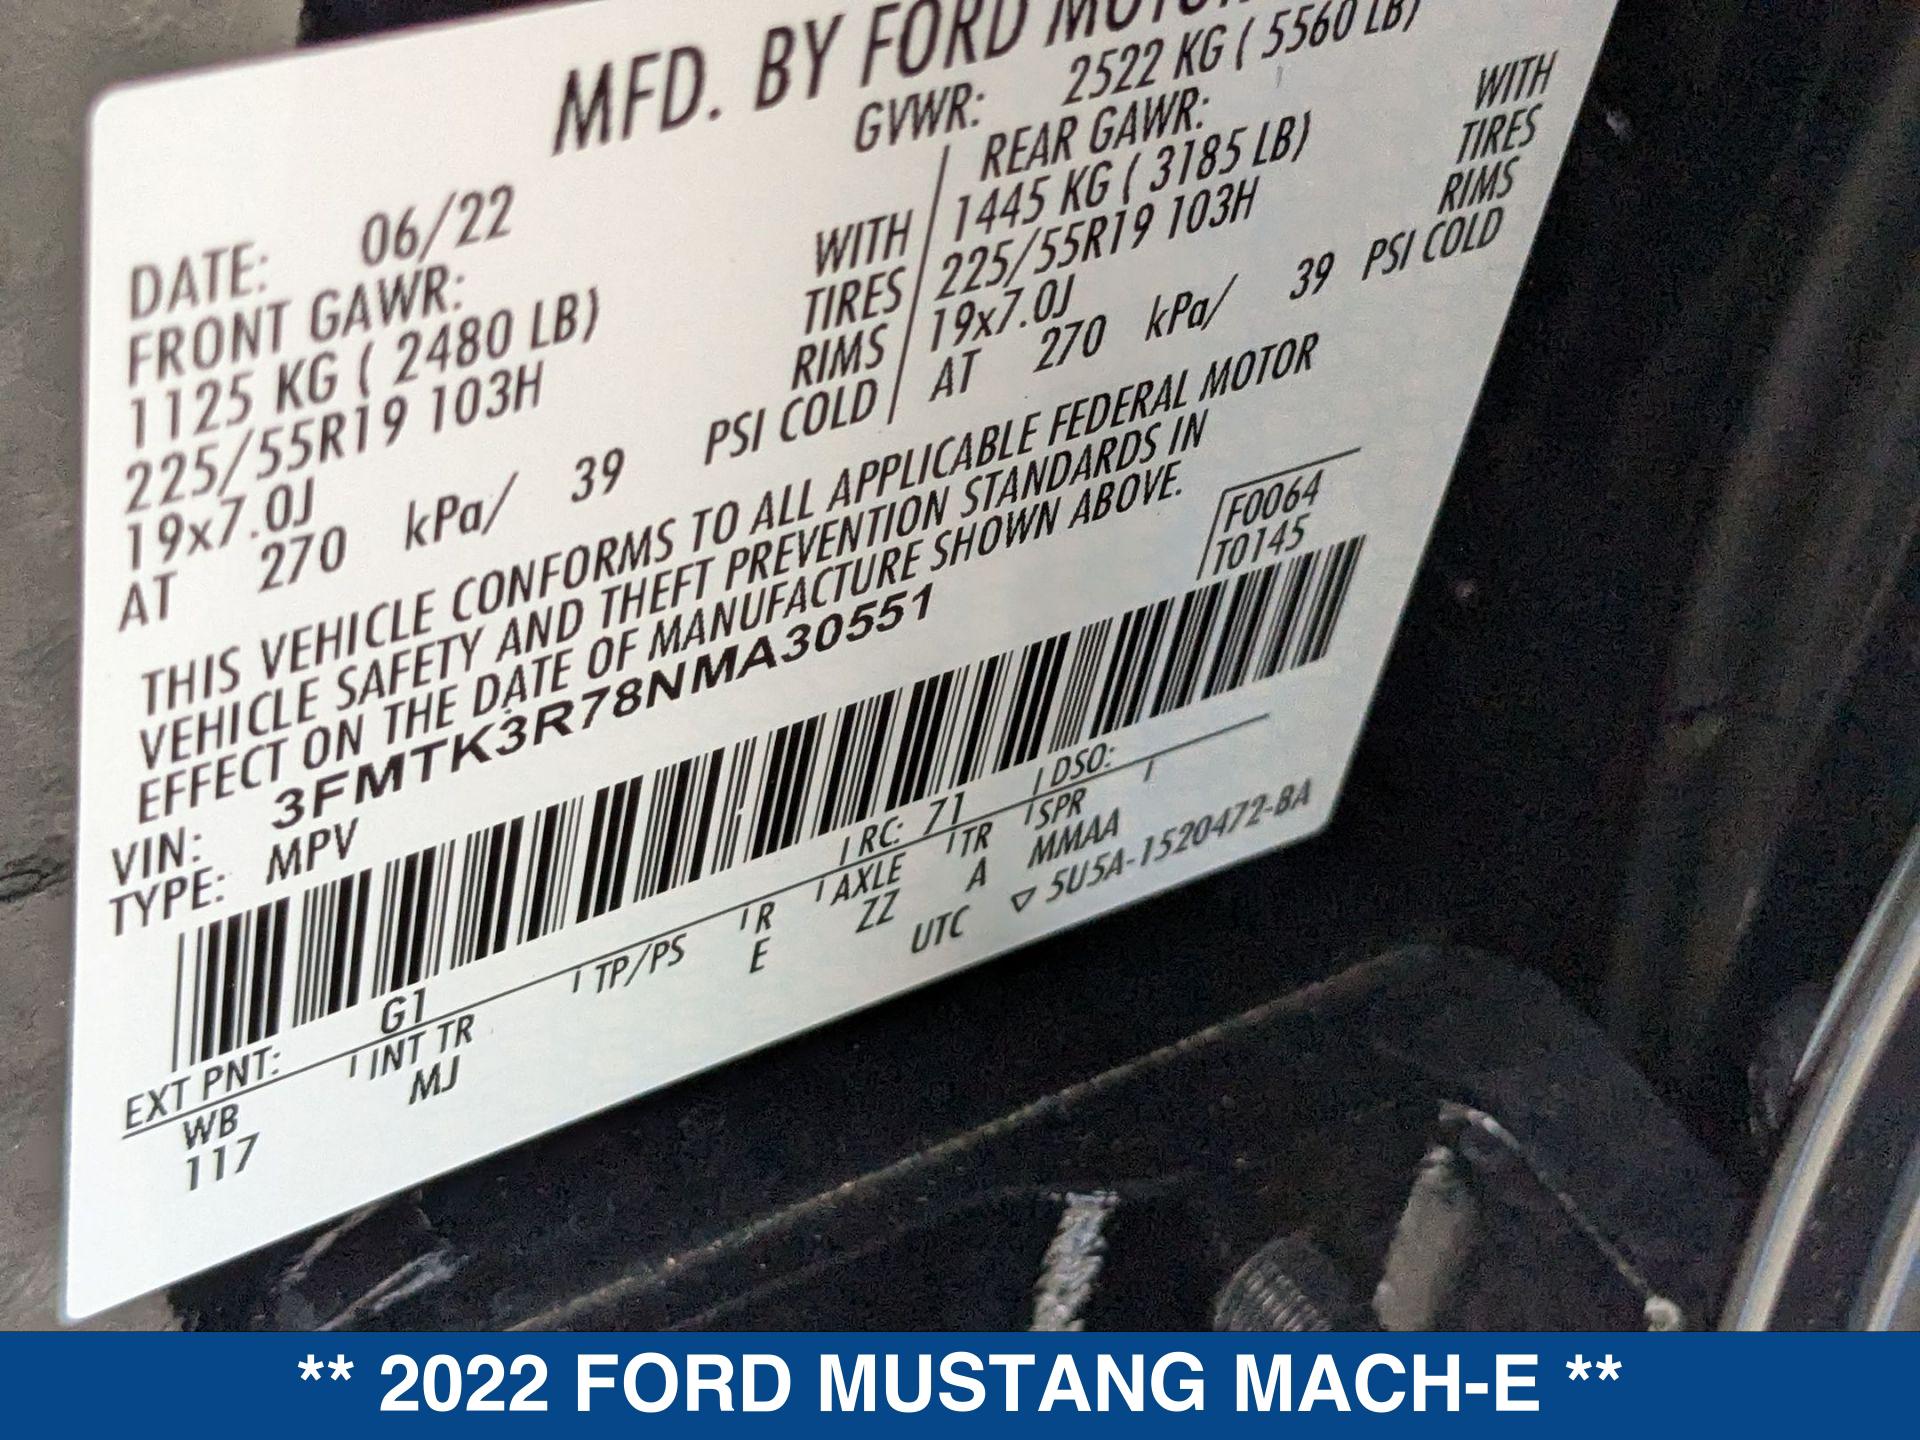 MFD. BY FORD MOTOR
GVWR: 2522 KG ( 5560 LB)
DATE: 06/22
FRONT GAWR:
1125 KG ( 2480 LB) WITH
225/55R19 103H TIRES
19x7.0J RIMS
AT 270 kPa/ 39 PSI COLD
REAR GAWR:
1445 KG ( 3185 LB) WITH
225/55R19 103H TIRES
19x7.0J RIMS
AT 270 kPa/ 39 PSI COLD
THIS VEHICLE CONFORMS TO ALL APPLICABLE FEDERAL MOTOR
VEHICLE SAFETY AND THEFT PREVENTION STANDARDS IN
EFFECT ON THE DATE OF MANUFACTURE SHOWN ABOVE.
VIN: 3FMTK3R78NMA30551
TYPE: MPV
F0064
T0145
EXT PNT: G1 RC: 71 DSO:
WB INT TR TP/PS R AXLE TR SPR
117 MJ E ZZ A MMAA
UTC ▽ 5U5A-1520472-BA
** 2022 FORD MUSTANG MACH-E **